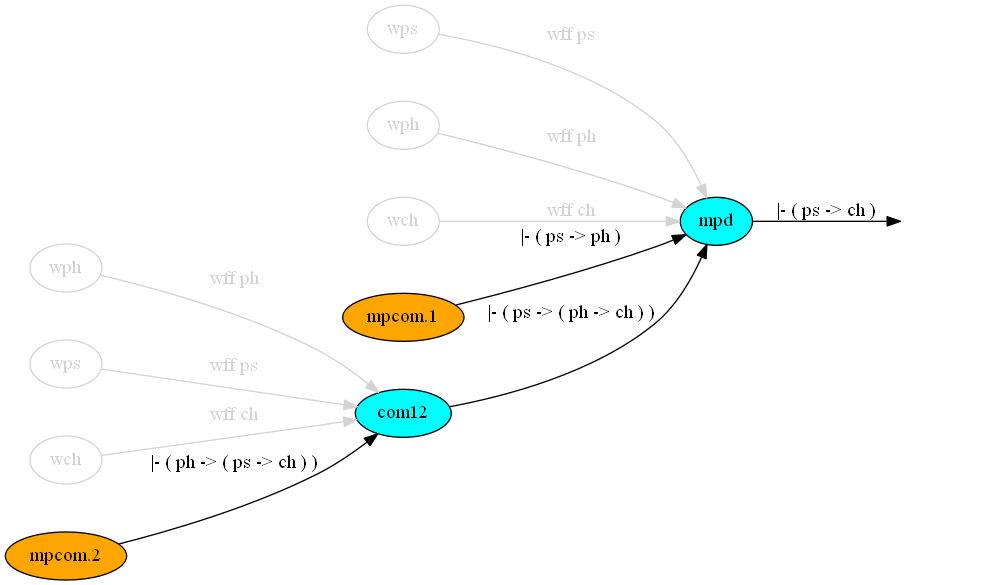 wps
wff ps
wph
wff ph
wch
wff ch
mpd
|- ( ps -> ch )
|- ( ps -> ph )
wph
wff ph
mpcom.1
|- ( ps -> ( ph -> ch ) )
wps
wff ps
com12
wff ch
wch
|- ( ph -> ( ps -> ch ) )
mpcom.2